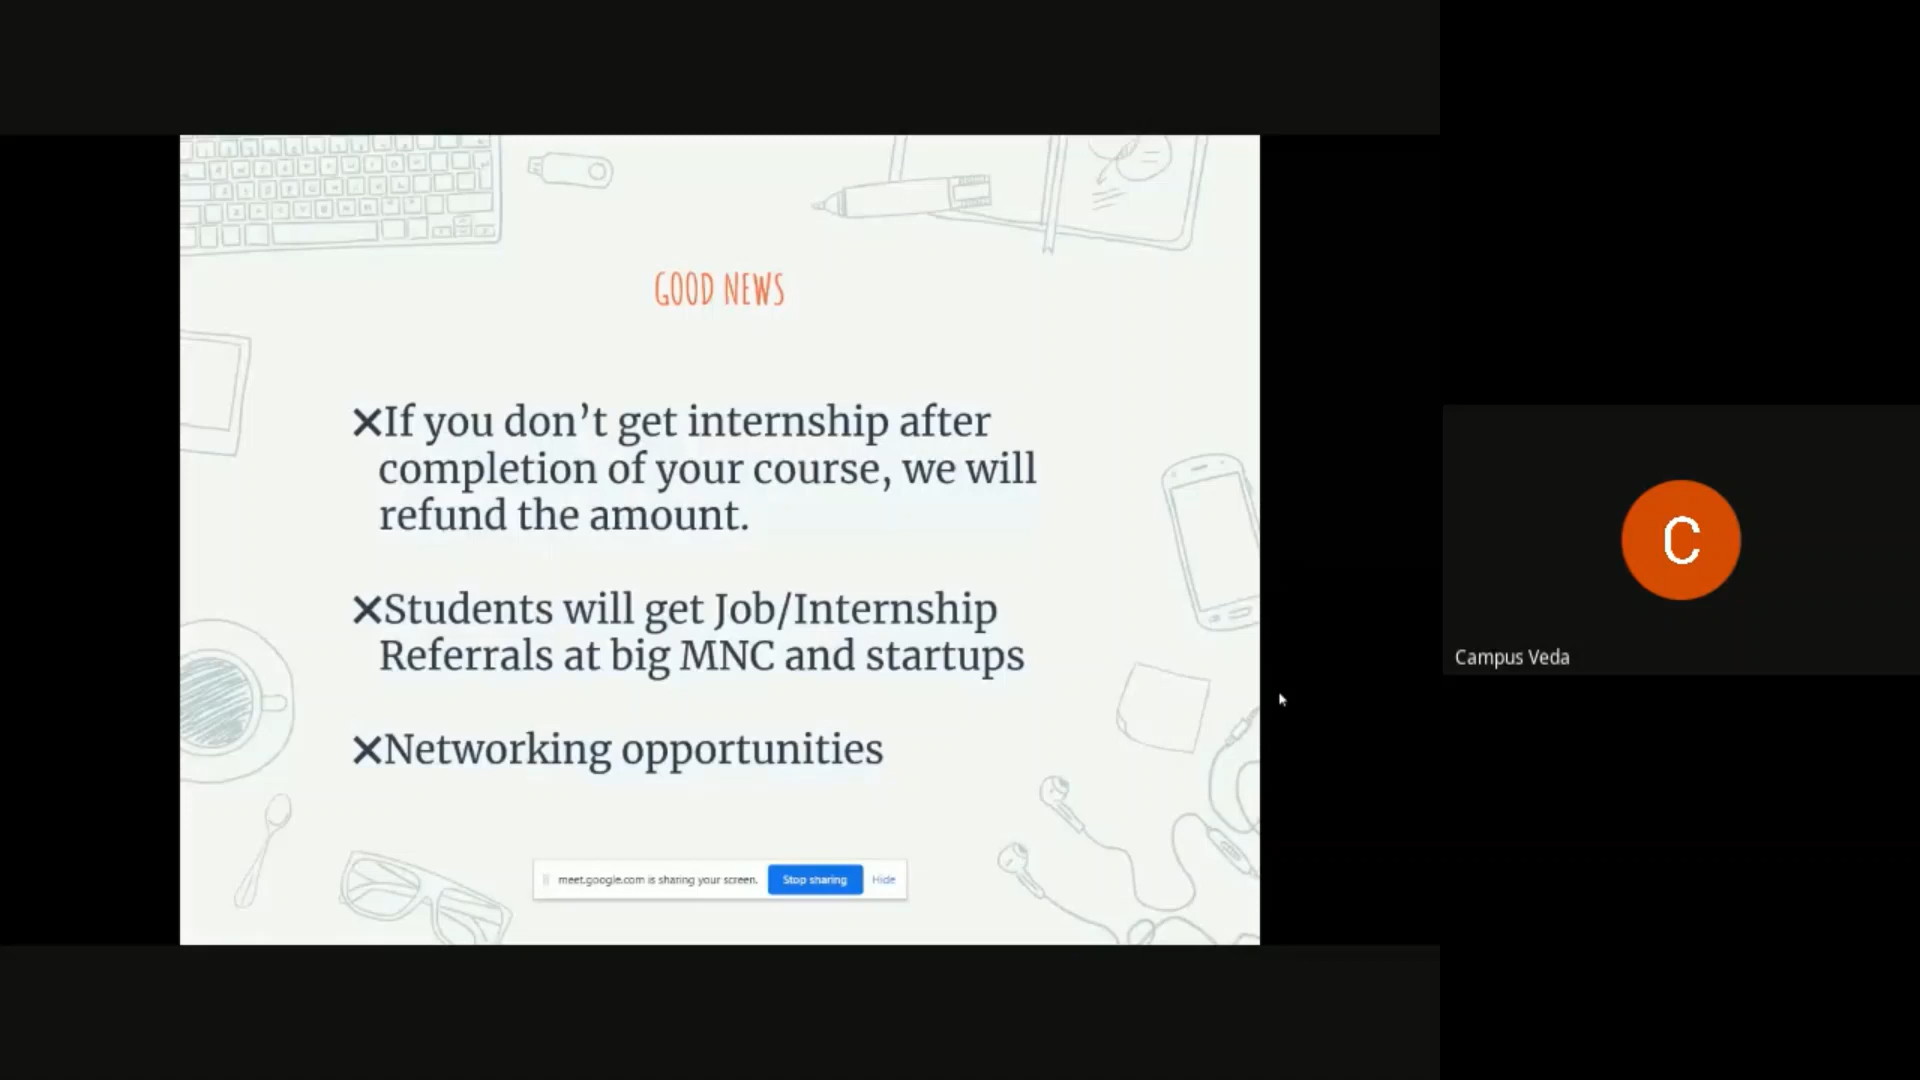 GOOD NEWS
✕If you don’t get internship after
completion of your course, we will
refund the amount.
✕Students will get Job/Internship
Referrals at big MNC and startups
✕Networking opportunities
meet.google.com is sharing your screen. Stop sharing Hide
C
Campus Veda